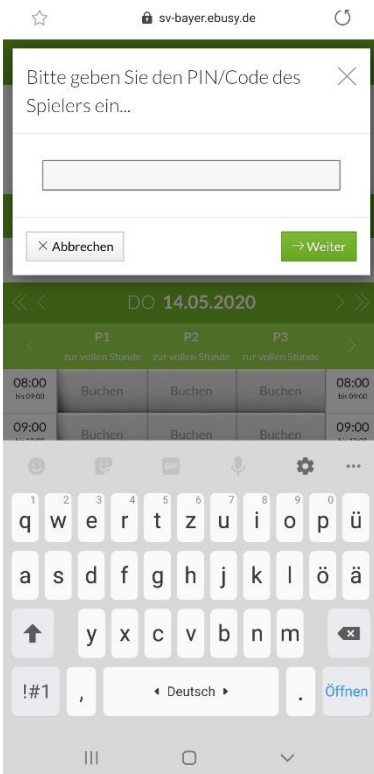 sv-bayer.ebusy.de
Bitte geben Sie den PIN/Code des
Spielers ein...
Abbrechen
Weiter
DO 14.05.2020
P1 P2 P3
zur vollen Stunde zur vollen Stunde zur vollen Stunde
08:00 Buchen Buchen Buchen 08:00
bis 09:00 bis 09:00
09:00 Buchen Buchen Buchen 09:00
GIF
1 2 3 4 5 6 7 8 9 0
q w e r t z u i o p ü
a s d f g h j k l ö ä
y x c v b n m
!#1 , Deutsch . Öffnen